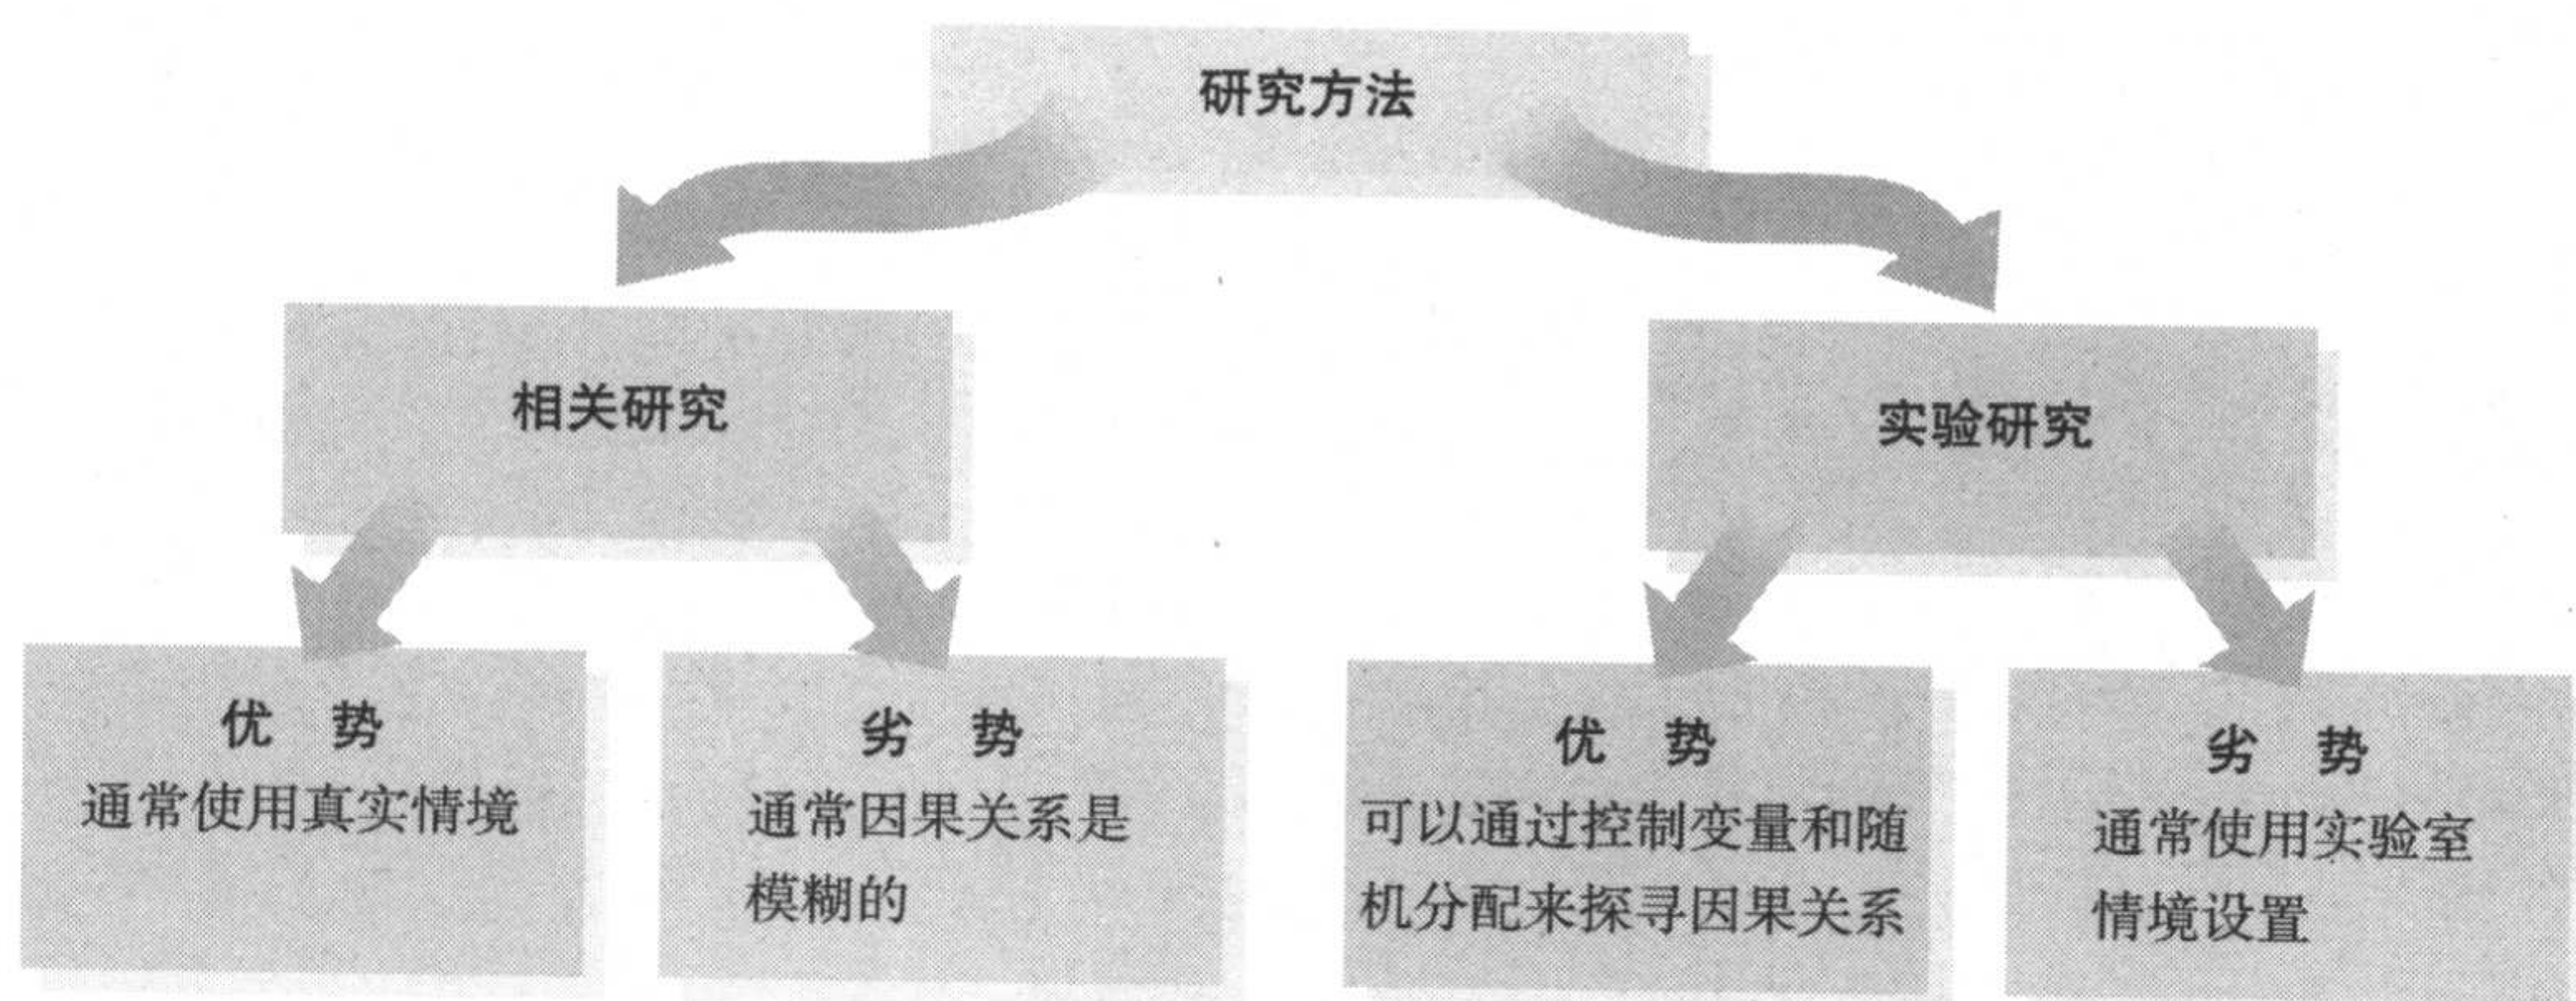 研究方法
相关研究
实验研究
优 势
通常使用真实情境
劣 势
通常因果关系是
模糊的
优 势
可以通过控制变量和随
机分配来探寻因果关系
劣 势
通常使用实验室
情境设置